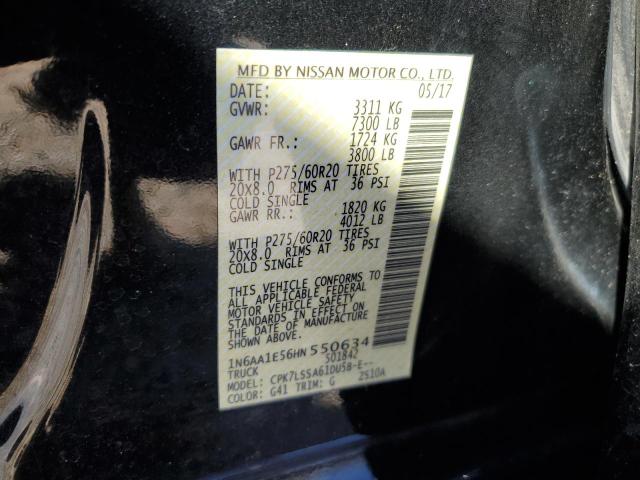 MFD BY NISSAN MOTOR CO., LTD.
DATE: 05/17
GVWR: 3311 KG
7300 LB
GAWR FR.: 1724 KG
3800 LB
WITH P275/60R20 TIRES
20X8.0 RIMS AT 36 PSI
COLD SINGLE
GAWR RR.: 1820 KG
4012 LB
WITH P275/60R20 TIRES
20X8.0 RIMS AT 36 PSI
COLD SINGLE
THIS VEHICLE CONFORMS TO
ALL APPLICABLE FEDERAL
MOTOR VEHICLE SAFETY
STANDARDS IN EFFECT ON
THE DATE OF MANUFACTURE
1N6AA1E56HN550634
TRUCK S01842
MODEL: CPK7LSSA61DU5B-E--
COLOR: G41 TRIM: G 2S10A